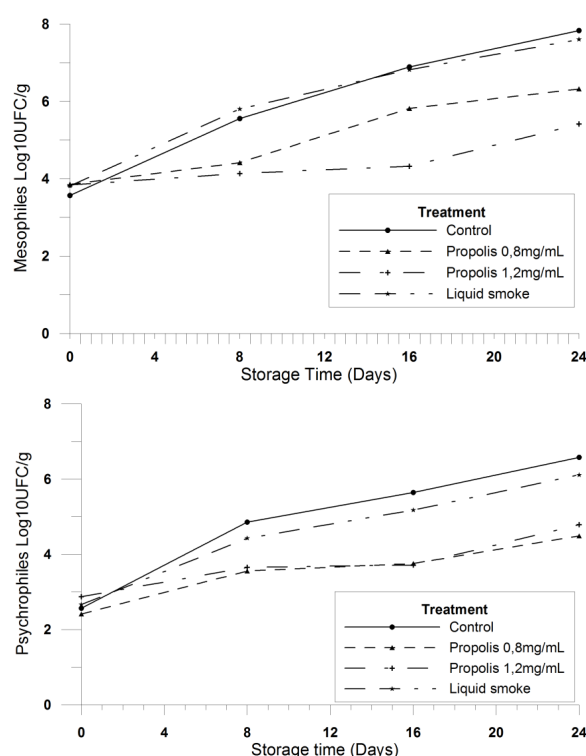 8
6
4
2
0
Mesophiles Log10UFC/g
Treatment
Control
Propolis 0,8mg/mL
Propolis 1,2mg/mL
Liquid smoke
0 4 8 12 16 20 24
Storage Time (Days)
8
6
4
2
0
Psychrophiles Log10UFC/g
Treatment
Control
Propolis 0,8mg/mL
Propolis 1,2mg/mL
Liquid smoke
0 4 8 12 16 20 24
Storage time (Days)